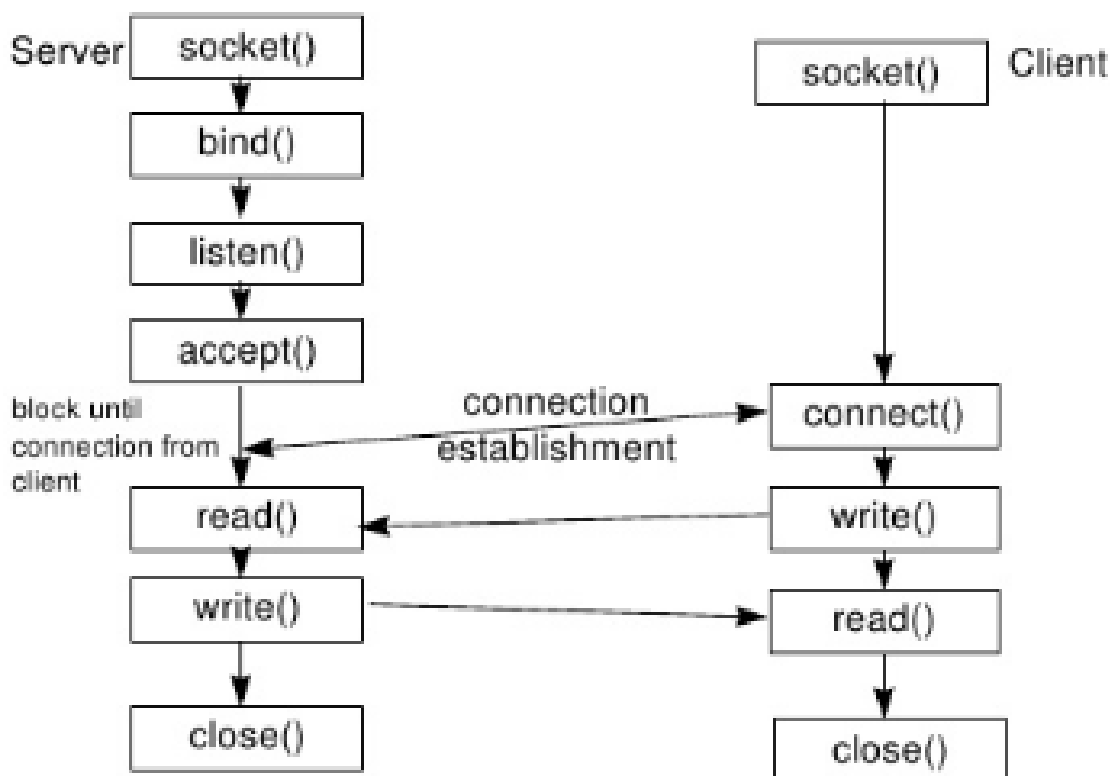 Server
socket()
bind()
listen()
accept()
block until
connection from
client
read()
write()
close()
connection
establishment
Client
socket()
connect()
write()
read()
close()